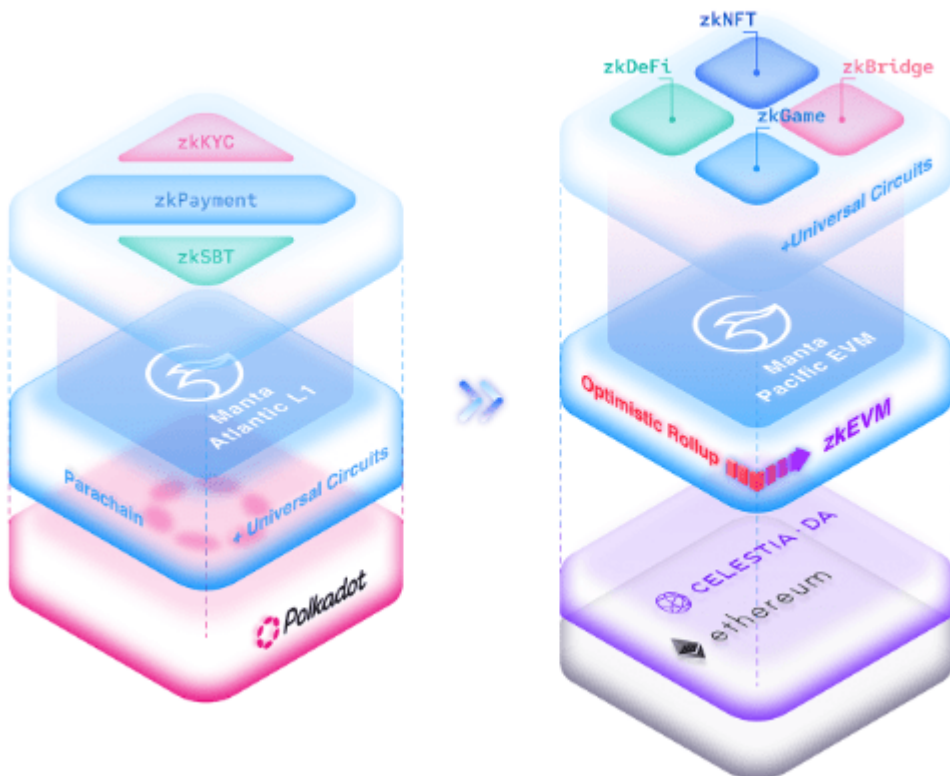 zkKYC
zkPayment
zkSBT
Manta
Atlantic L1
Parachain
+ Universal Circuits
Polkadot
zkNFT
zkDeFi
zkBridge
zkGame
+Universal Circuits
Manta
Pacific EVM
Optimistic Rollup
zkEVM
CELESTIA·DA
ethereum